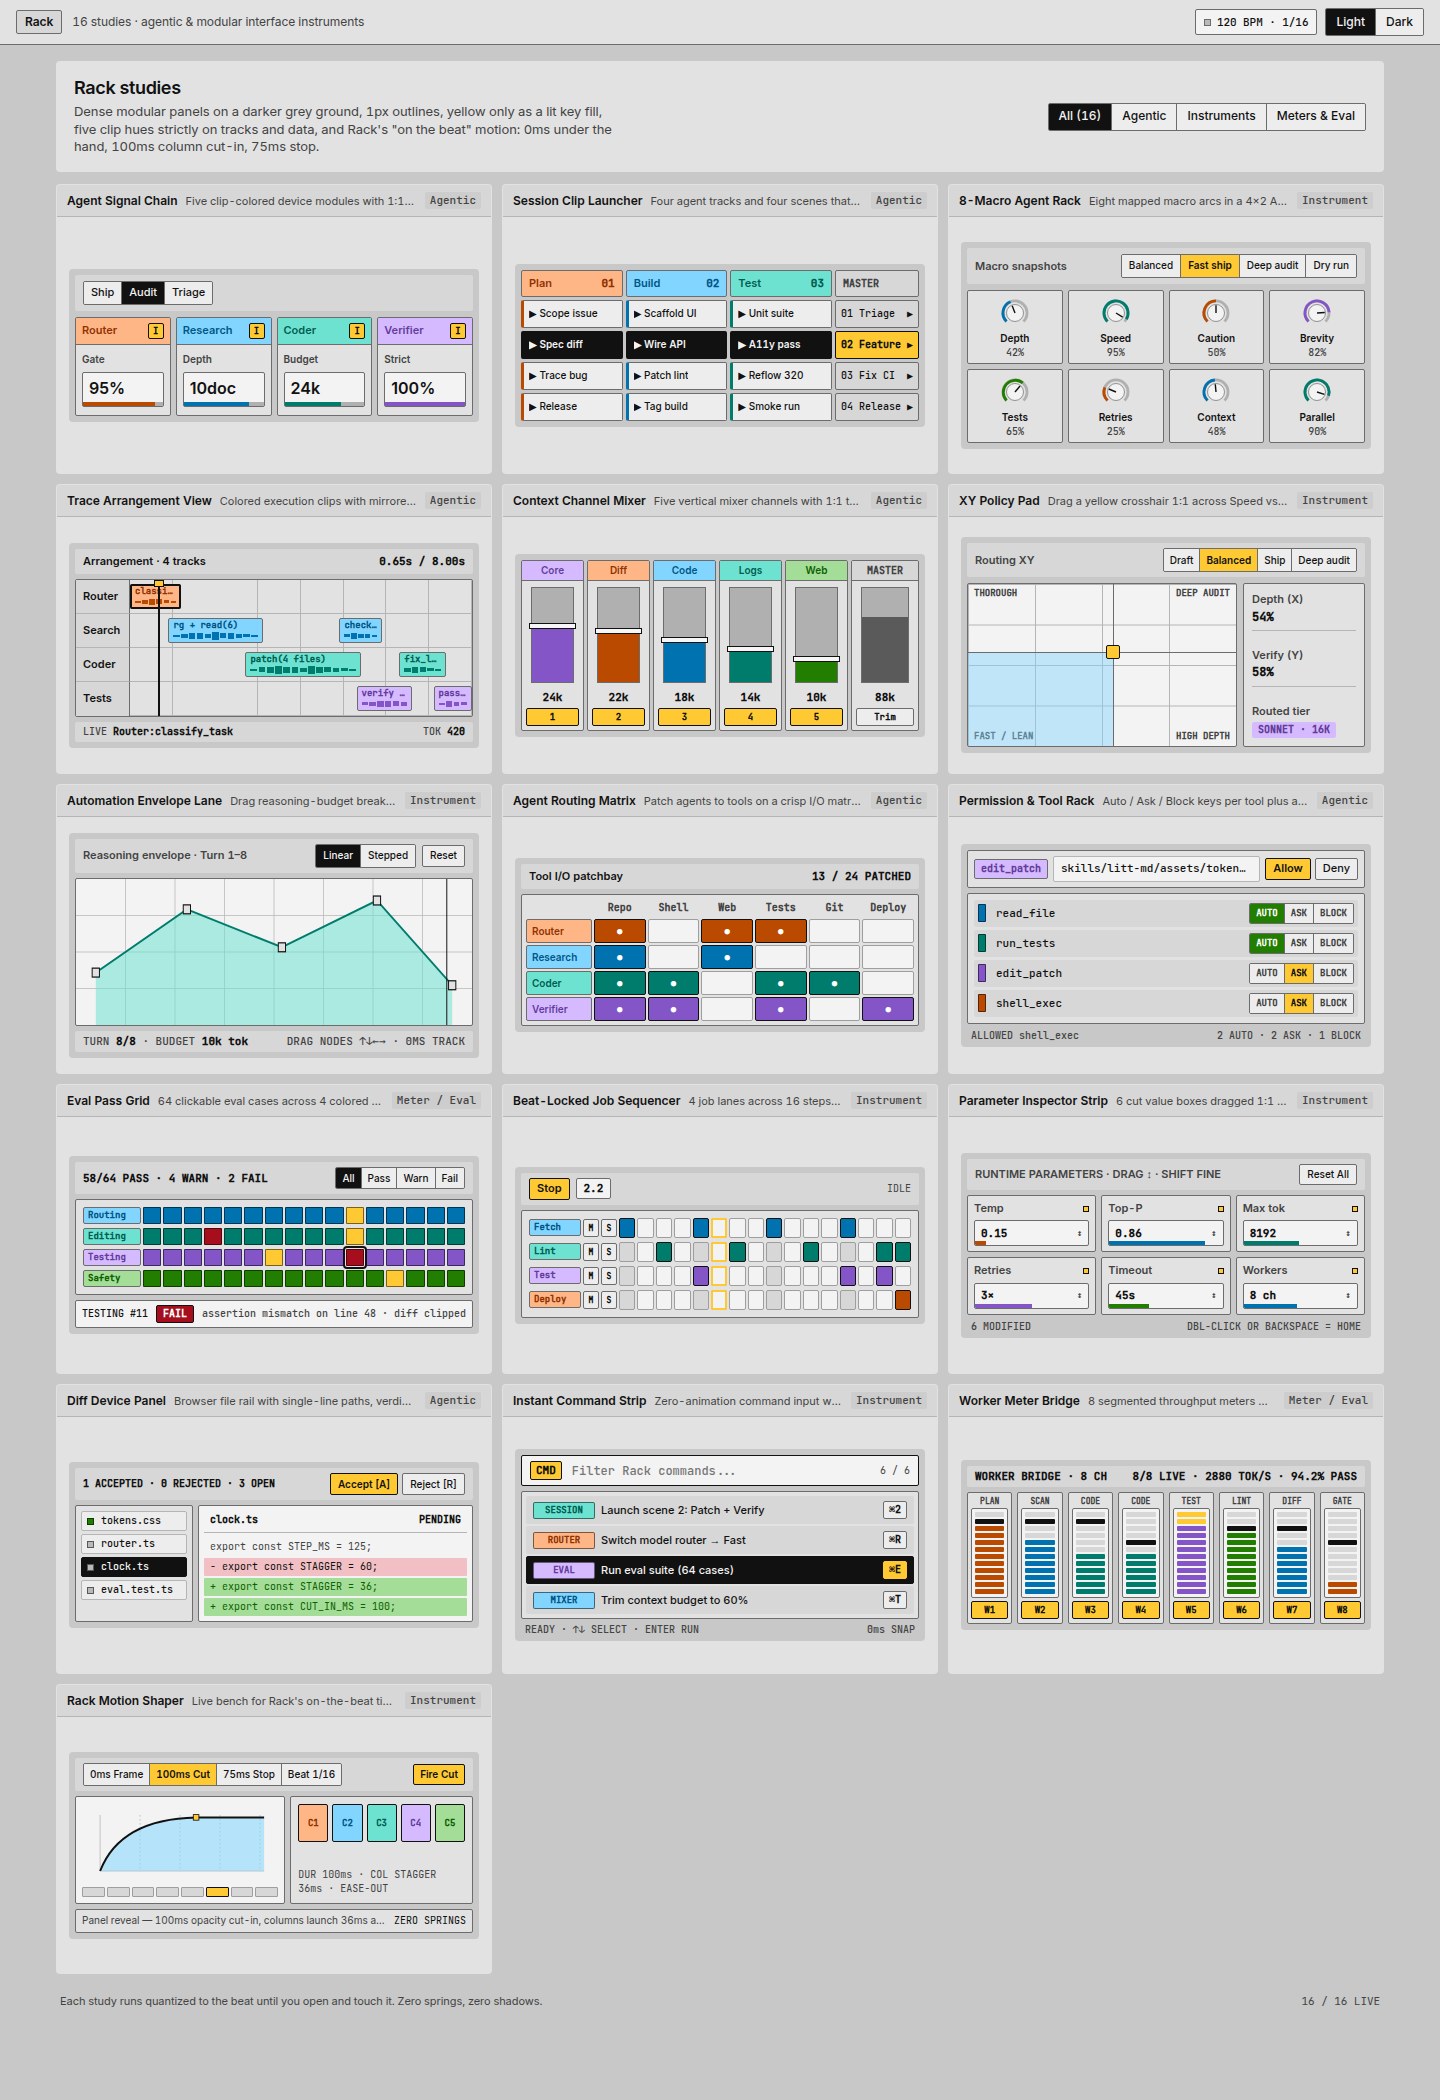 Rack 16 studies · agentic & modular interface instruments 120 BPM · 1/16 Light Dark
Rack studies
Dense modular panels on a darker grey ground, 1px outlines, yellow only as a lit key fill,
five clip hues strictly on tracks and data, and Rack's "on the beat" motion: 0ms under the
hand, 100ms column cut-in, 75ms stop.
All (16) Agentic Instruments Meters & Eval
Agent Signal Chain Five clip-colored device modules with 1:1... Agentic
Ship Audit Triage
Router I Research I Coder I Verifier I
Gate Depth Budget Strict
95% 10doc 24k 100%
Session Clip Launcher Four agent tracks and four scenes that... Agentic
Plan 01 Build 02 Test 03 MASTER
▶ Scope issue ▶ Scaffold UI ▶ Unit suite 01 Triage ▶
▶ Spec diff ▶ Wire API ▶ A11y pass 02 Feature ▶
▶ Trace bug ▶ Patch lint ▶ Reflow 320 03 Fix CI ▶
▶ Release ▶ Tag build ▶ Smoke run 04 Release ▶
8-Macro Agent Rack Eight mapped macro arcs in a 4×2 A... Instrument
Macro snapshots Balanced Fast ship Deep audit Dry run
Depth Speed Caution Brevity
42% 95% 50% 82%
Tests Retries Context Parallel
65% 25% 48% 90%
Trace Arrangement View Colored execution clips with mirrore... Agentic
Arrangement · 4 tracks 0.65s / 8.00s
Router classi…
Search rg + read(6) check…
Coder patch(4 files) fix_l…
Tests verify … pass…
LIVE Router:classify_task TOK 420
Context Channel Mixer Five vertical mixer channels with 1:1 t... Agentic
Core Diff Code Logs Web MASTER
24k 22k 18k 14k 10k 88k
1 2 3 4 5 Trim
XY Policy Pad Drag a yellow crosshair 1:1 across Speed vs... Instrument
Routing XY Draft Balanced Ship Deep audit
THOROUGH DEEP AUDIT
FAST / LEAN HIGH DEPTH
Depth (X)
54%
Verify (Y)
58%
Routed tier
SONNET · 16K
Automation Envelope Lane Drag reasoning-budget break... Instrument
Reasoning envelope · Turn 1–8 Linear Stepped Reset
TURN 8/8 · BUDGET 10k tok DRAG NODES ↑↓←→ · 0MS TRACK
Agent Routing Matrix Patch agents to tools on a crisp I/O matr... Agentic
Tool I/O patchbay 13 / 24 PATCHED
Repo Shell Web Tests Git Deploy
Router
Research
Coder
Verifier
Permission & Tool Rack Auto / Ask / Block keys per tool plus a... Agentic
edit_patch skills/litt-md/assets/token… Allow Deny
read_file AUTO ASK BLOCK
run_tests AUTO ASK BLOCK
edit_patch AUTO ASK BLOCK
shell_exec AUTO ASK BLOCK
ALLOWED shell_exec 2 AUTO · 2 ASK · 1 BLOCK
Eval Pass Grid 64 clickable eval cases across 4 colored ... Meter / Eval
58/64 PASS · 4 WARN · 2 FAIL All Pass Warn Fail
Routing
Editing
Testing
Safety
TESTING #11 FAIL assertion mismatch on line 48 · diff clipped
Beat-Locked Job Sequencer 4 job lanes across 16 steps... Instrument
Stop 2.2 IDLE
Fetch M S
Lint M S
Test M S
Deploy M S
Parameter Inspector Strip 6 cut value boxes dragged 1:1 ... Instrument
RUNTIME PARAMETERS · DRAG ↕ · SHIFT FINE Reset All
Temp Top-P Max tok
0.15 ↕ 0.86 ↕ 8192 ↕
Retries Timeout Workers
3× ↕ 45s ↕ 8 ch ↕
6 MODIFIED DBL-CLICK OR BACKSPACE = HOME
Diff Device Panel Browser file rail with single-line paths, verdi... Agentic
1 ACCEPTED · 0 REJECTED · 3 OPEN Accept [A] Reject [R]
tokens.css
router.ts
clock.ts
eval.test.ts
clock.ts PENDING
export const STEP_MS = 125;
- export const STAGGER = 60;
+ export const STAGGER = 36;
+ export const CUT_IN_MS = 100;
Instant Command Strip Zero-animation command input w... Instrument
CMD Filter Rack commands... 6 / 6
SESSION Launch scene 2: Patch + Verify ⌘2
ROUTER Switch model router → Fast ⌘R
EVAL Run eval suite (64 cases) ⌘E
MIXER Trim context budget to 60% ⌘T
READY · ↑↓ SELECT · ENTER RUN 0ms SNAP
Worker Meter Bridge 8 segmented throughput meters ... Meter / Eval
WORKER BRIDGE · 8 CH 8/8 LIVE · 2880 TOK/S · 94.2% PASS
PLAN SCAN CODE CODE TEST LINT DIFF GATE
W1 W2 W3 W4 W5 W6 W7 W8
Rack Motion Shaper Live bench for Rack's on-the-beat ti... Instrument
0ms Frame 100ms Cut 75ms Stop Beat 1/16 Fire Cut
C1 C2 C3 C4 C5
DUR 100ms · COL STAGGER
36ms · EASE-OUT
Panel reveal — 100ms opacity cut-in, columns launch 36ms a... ZERO SPRINGS
Each study runs quantized to the beat until you open and touch it. Zero springs, zero shadows. 16 / 16 LIVE